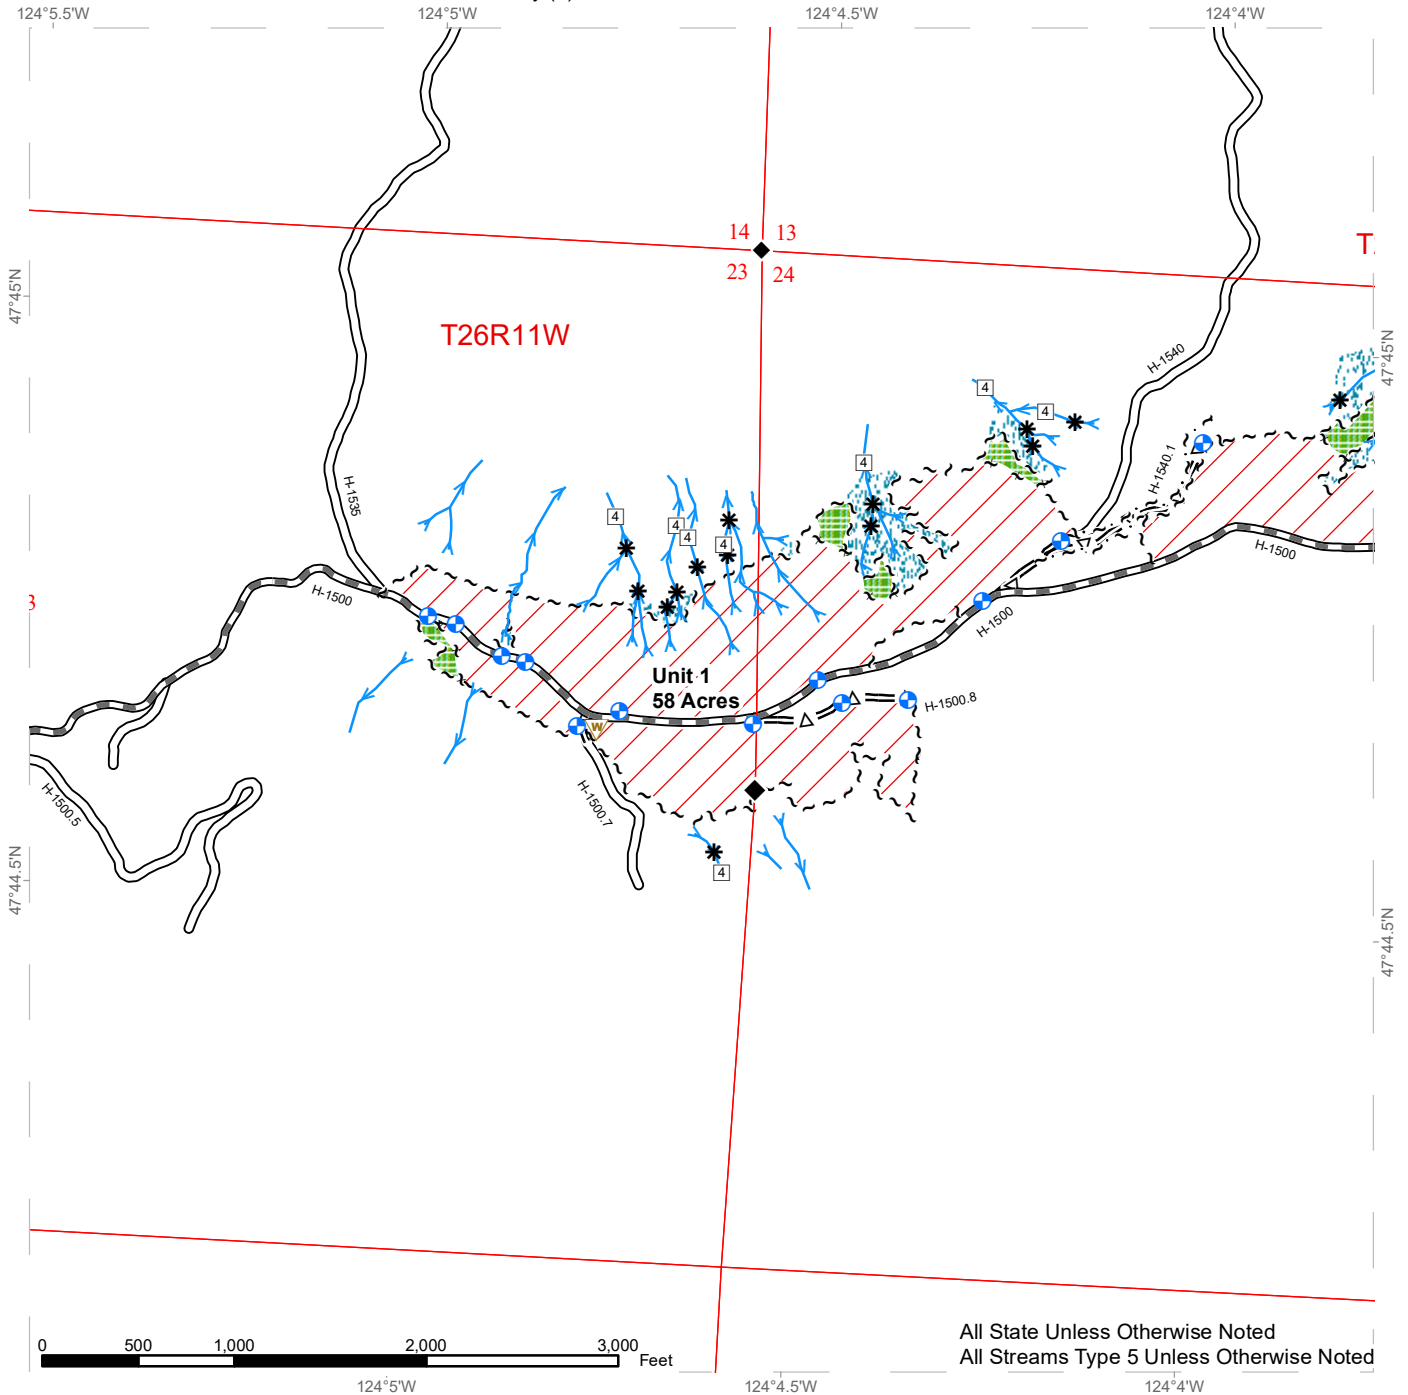 124°5.5'W
124°5'W
124°4.5'W
124°4'W
14
13
23
24
T.
47°45'N
47°45'N
T26R11W
H-1540
4
4
H-1540.1
4
H-1535
4
4
4
4
H-1500
H-1500
H-1500
3
Unit 1
58 Acres
H-1500.8
W
H-1500.5
H-1500.7
4
47°44.5'N
47°44.5'N
0
500
1,000
2,000
3,000
Feet
All State Unless Otherwise Noted
All Streams Type 5 Unless Otherwise Noted
124°5'W
124°4.5'W
124°4'W